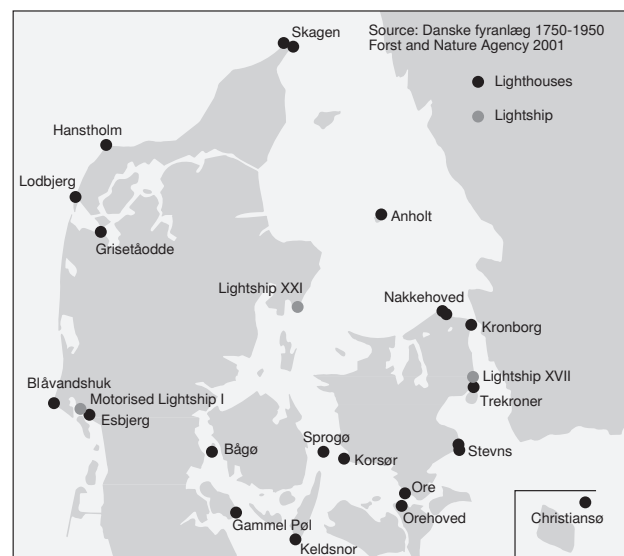 Skagen
Source: Danske fyranlæg 1750-1950
Forst and Nature Agency 2001
Lighthouses
Lightship
Hanstholm
Lodbjerg
Anholt
Grisetåodde
Lightship XXI
Nakkehoved
Kronborg
Blåvandshuk
Motorised Lightship I
Esbjerg
Lightship XVII
Trekroner
Bågø
Sprogø
Korsør
Stevns
Ore
Orehoved
Gammel Pøl
Keldsnor
Christiansø